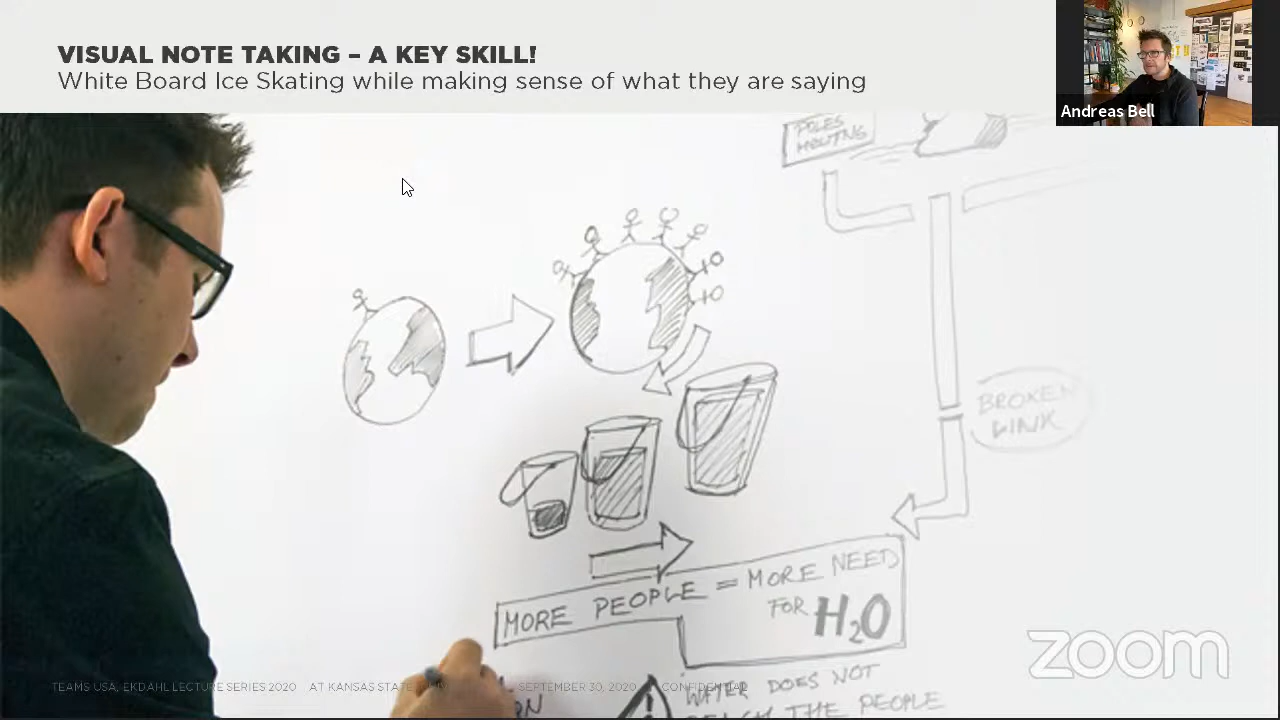 VISUAL NOTE TAKING – A KEY SKILL!
White Board Ice Skating while making sense of what they are saying
Andreas Bell
BROKEN
LINK
MORE PEOPLE = MORE NEED
FOR H₂O
WATER DOES NOT
THE PEOPLE
zoom
TEAMS USA, EKDAHL LECTURE SERIES 2020 AT KANSAS STATE SEPTEMBER 30, 2020 CONFIDENTIAL